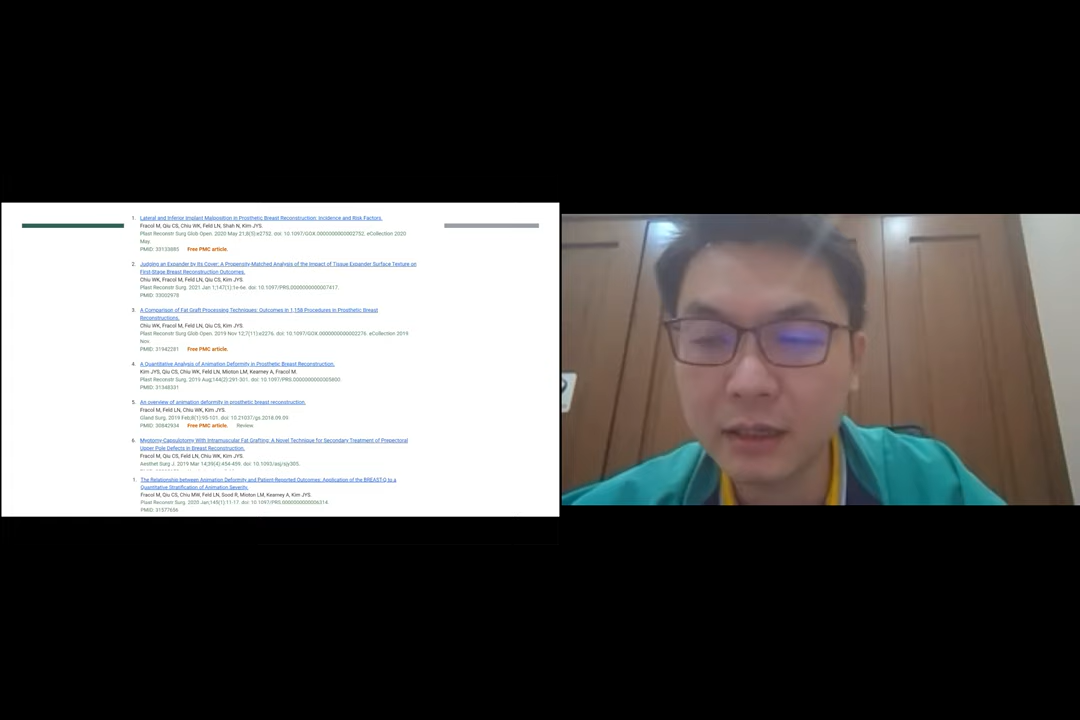 1. Lateral and Inferior Implant Malposition in Prosthetic Breast Reconstruction: Incidence and Risk Factors.
Fracol M, Qiu CS, Chiu WK, Feld LN, Shah N, Kim JYS.
Plast Reconstr Surg Glob Open. 2020 May 21;8(5):e2752. doi: 10.1097/GOX.0000000000002752. eCollection 2020
May.
PMID: 33133885 Free PMC article.
2. Judging an Expander by Its Cover: A Propensity-Matched Analysis of the Impact of Tissue Expander Surface Texture on
First-Stage Breast Reconstruction Outcomes.
Chiu WK, Fracol M, Feld LN, Qiu CS, Kim JYS.
Plast Reconstr Surg. 2021 Jan 1;147(1):1e-6e. doi: 10.1097/PRS.0000000000007417.
PMID: 33002978
3. A Comparison of Fat Graft Processing Techniques: Outcomes in 1,158 Procedures in Prosthetic Breast
Reconstructions.
Chiu WK, Fracol M, Feld LN, Qiu CS, Kim JYS.
Plast Reconstr Surg Glob Open. 2019 Nov 12;7(11):e2276. doi: 10.1097/GOX.0000000000002276. eCollection 2019
Nov.
PMID: 31942281 Free PMC article.
4. A Quantitative Analysis of Animation Deformity in Prosthetic Breast Reconstruction.
Kim JYS, Qiu CS, Chiu WK, Feld LN, Mioton LM, Kearney A, Fracol M.
Plast Reconstr Surg. 2019 Aug;144(2):291-301. doi: 10.1097/PRS.0000000000005800.
PMID: 31348331
5. An overview of animation deformity in prosthetic breast reconstruction.
Fracol M, Feld LN, Chiu WK, Kim JYS.
Gland Surg. 2019 Feb;8(1):95-101. doi: 10.21037/gs.2018.09.09.
PMID: 30842934 Free PMC article. Review
6. Myotomy-Capsulotomy With Intramuscular Fat Grafting: A Novel Technique for Secondary Treatment of Prepectoral
Upper Pole Defects in Breast Reconstruction.
Fracol M, Qiu CS, Feld LN, Chiu WK, Kim JYS.
Aesthet Surg J. 2019 Mar 14;39(4):454-459. doi: 10.1093/asj/sjy305.
1. The Relationship between Animation Deformity and Patient-Reported Outcomes: Application of the BREAST-Q to a
Quantitative Stratification of Animation Severity.
Fracol M, Qiu CS, Chiu MW, Feld LN, Sood R, Mioton LM, Kearney A, Kim JYS.
Plast Reconstr Surg. 2020 Jan;145(1):11-17. doi: 10.1097/PRS.0000000000006314.
PMID: 31577656